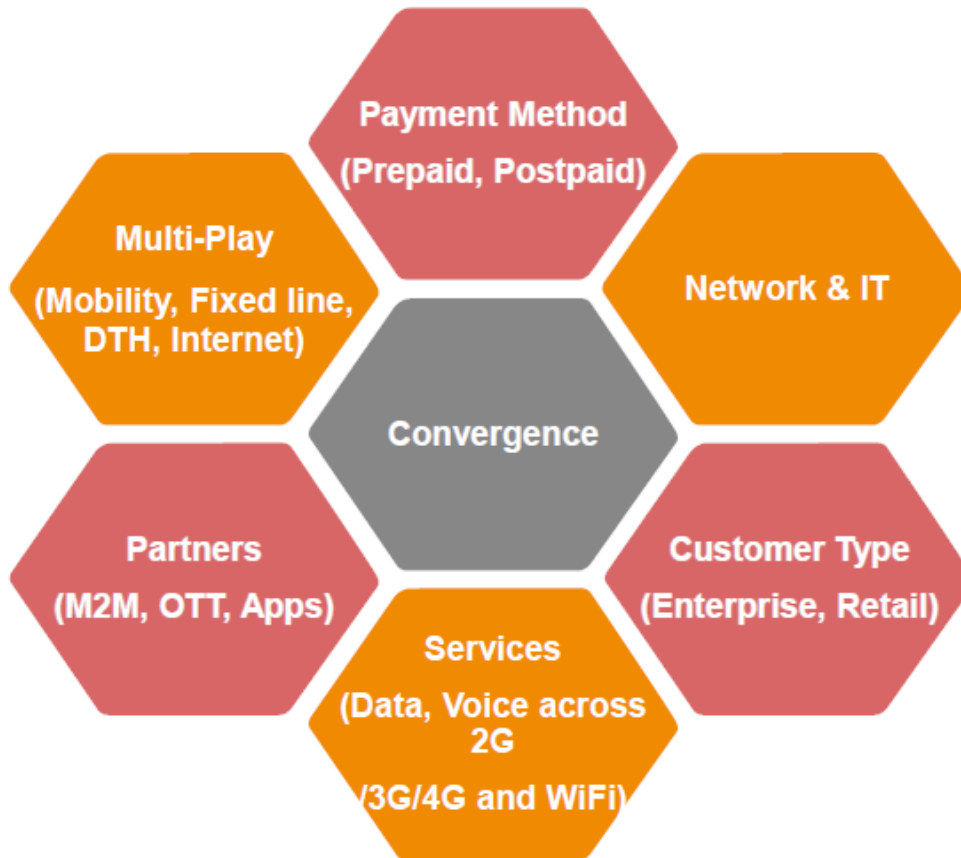 Payment Method
(Prepaid, Postpaid)
Multi-Play
(Mobility, Fixed line,
DTH, Internet)
Network & IT
Convergence
Partners
(M2M, OTT, Apps)
Customer Type
(Enterprise, Retail)
Services
(Data, Voice across
2G
/3G/4G and WiFi)